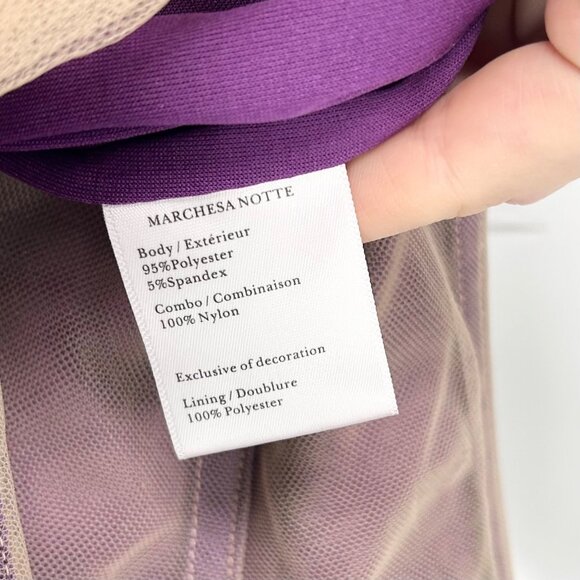 MARCHESA NOTTE
Body / Extérieur
95%Polyester
5%Spandex
Combo / Combinaison
100% Nylon
Exclusive of decoration
Lining / Doublure
100% Polyester